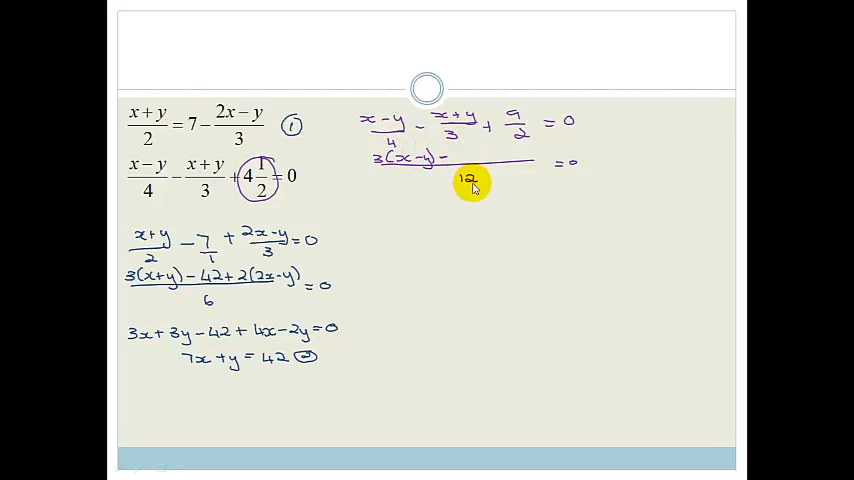 (x+y)/2 = 7 − (2x−y)/3 ①
(x−y)/4 − (x+y)/3 + 4 1/2 = 0
(x+y)/2 − 7/1 + (2x−y)/3 = 0
(3(x+y) − 42 + 2(2x−y))/6 = 0
3x + 3y − 42 + 4x − 2y = 0
7x + y = 42 ②
(x−y)/4 − (x+y)/3 + 9/2 = 0
(3(x−y) −)/12 = 0